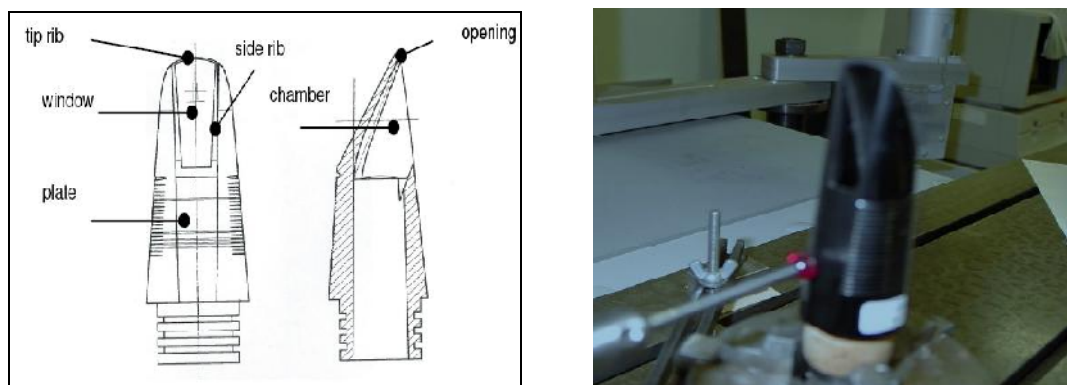 tip rib
side rib
window
plate
opening
chamber